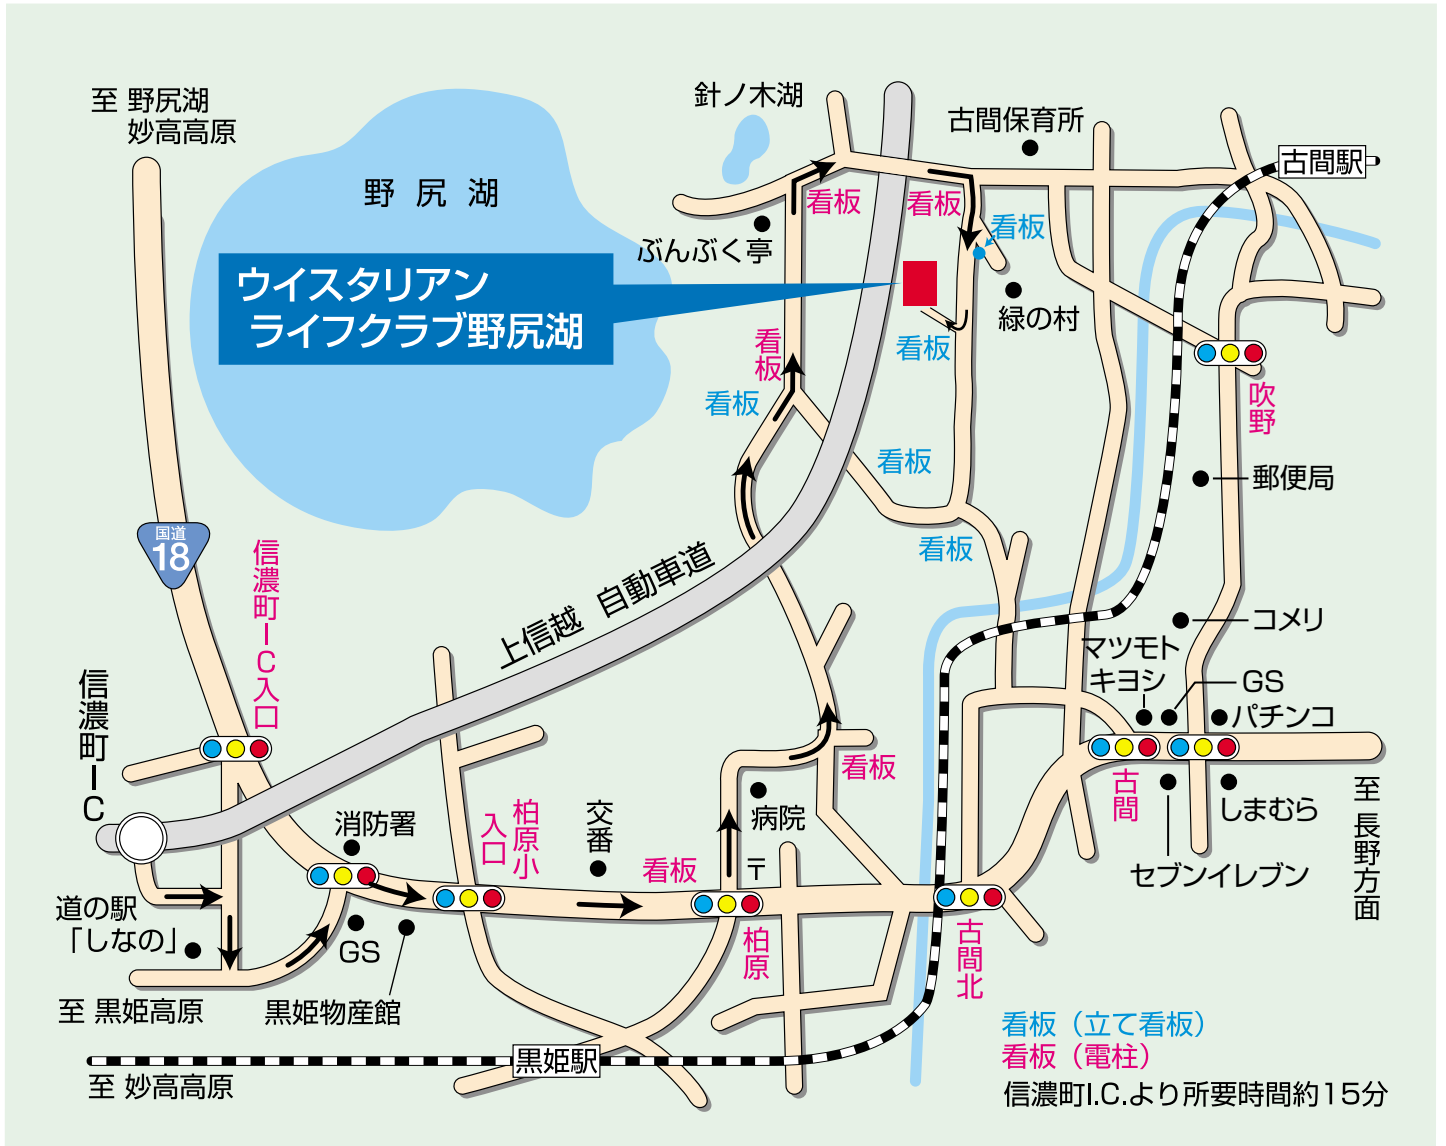 至 野尻湖
妙高高原
野尻湖
針ノ木湖
古間保育所
古間駅
看板
看板
看板
ぶんぶく亭
ウイスタリアン
ライフクラブ野尻湖
緑の村
看板
看板
看板
吹野
看板
郵便局
看板
国道
18
信濃町IC入口
上信越 自動車道
コメリ
マツモト
キヨシ
GS
パチンコ
信濃町IC
看板
古間
しまむら
セブンイレブン
至 長野方面
消防署
柏原小
入口
交番
病院
看板
〒
道の駅
「しなの」
GS
柏原
古間北
至 黒姫高原
黒姫物産館
黒姫駅
至 妙高高原
看板（立て看板）
看板（電柱）
信濃町I.C.より所要時間約15分